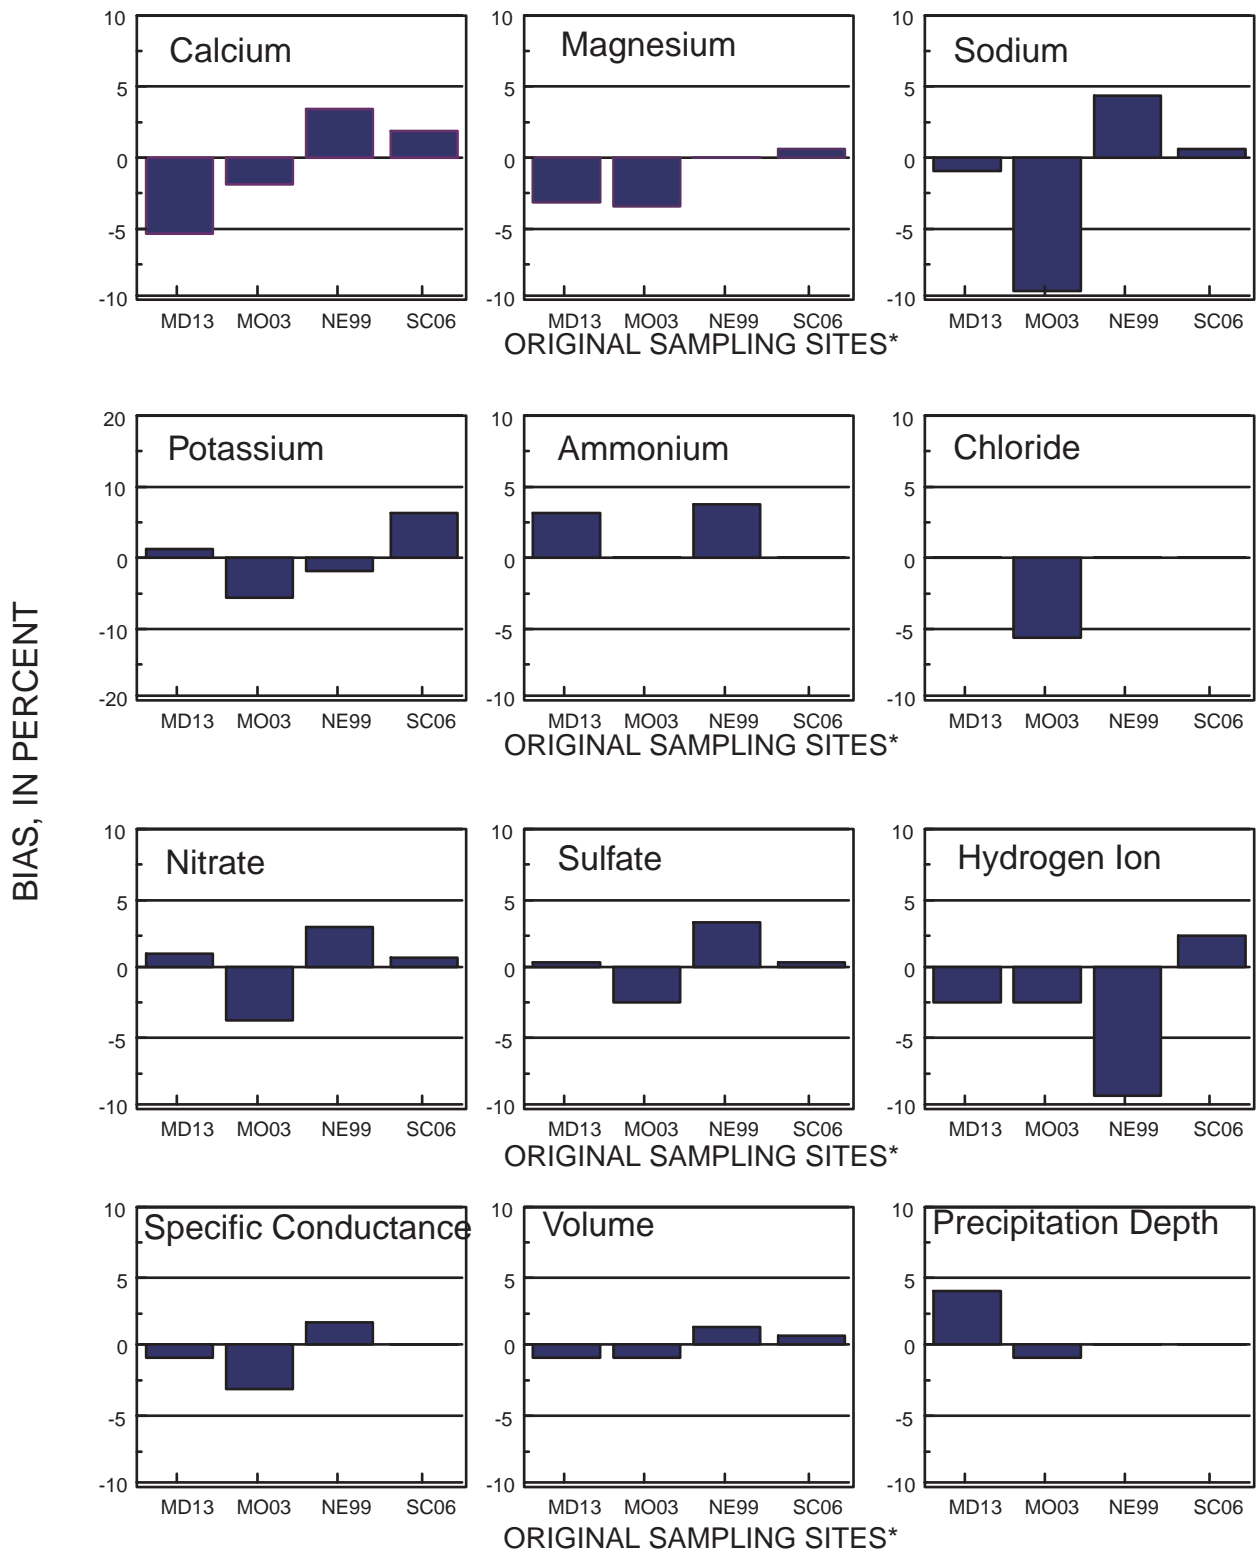 BIAS, IN PERCENT
10 10 10
Calcium Magnesium Sodium
5 5 5
0 0 0
-5 -5 -5
-10 -10 -10
MD13 MO03 NE99 SC06 MD13 MO03 NE99 SC06 MD13 MO03 NE99 SC06
ORIGINAL SAMPLING SITES*
20 10 10
Potassium Ammonium Chloride
10 5 5
0 0 0
-10 -5 -5
-20 -10 -10
MD13 MO03 NE99 SC06 MD13 MO03 NE99 SC06 MD13 MO03 NE99 SC06
ORIGINAL SAMPLING SITES*
10 10 10
Nitrate Sulfate Hydrogen Ion
5 5 5
0 0 0
-5 -5 -5
-10 -10 -10
MD13 MO03 NE99 SC06 MD13 MO03 NE99 SC06 MD13 MO03 NE99 SC06
ORIGINAL SAMPLING SITES*
10 10 10
Specific Conductance Volume Precipitation Depth
5 5 5
0 0 0
-5 -5 -5
-10 -10 -10
MD13 MO03 NE99 SC06 MD13 MO03 NE99 SC06 MD13 MO03 NE99 SC06
ORIGINAL SAMPLING SITES*